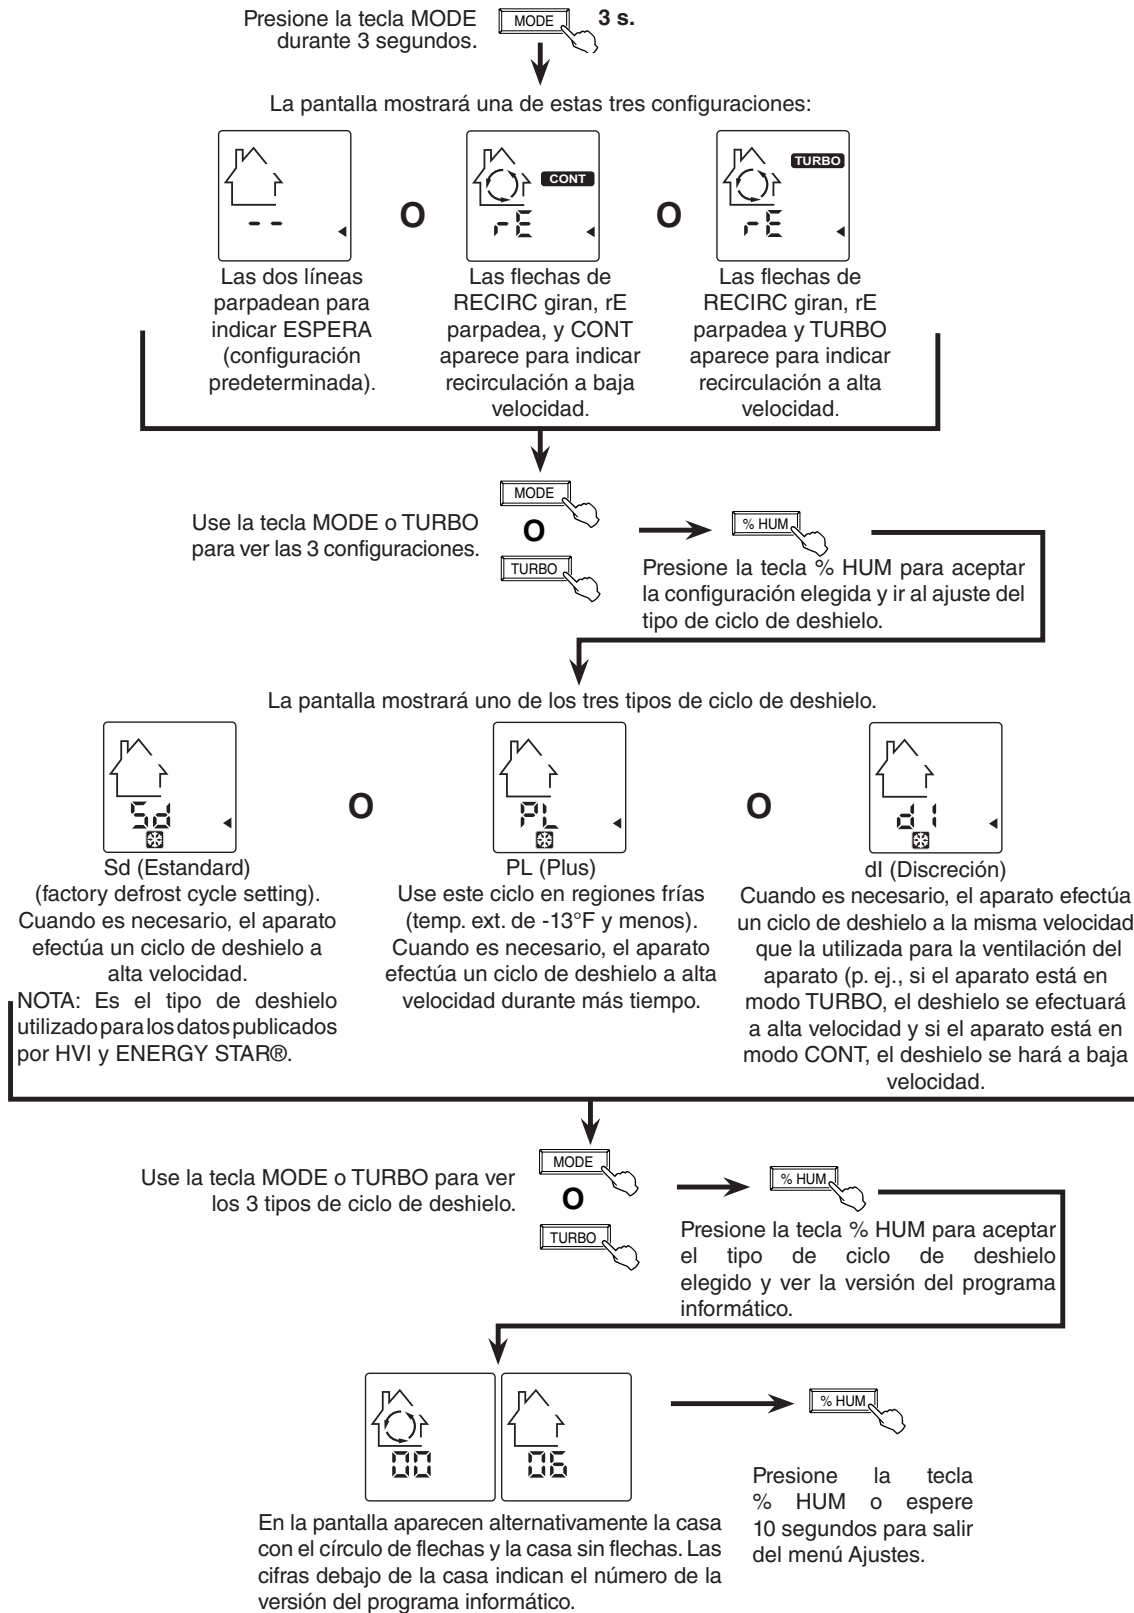 Presione la tecla MODE
durante 3 segundos.
MODE
3 s.
La pantalla mostrará una de estas tres configuraciones:
- -
O
CONT
rE
O
TURBO
rE
Las dos líneas
parpadean para
indicar ESPERA
(configuración
predeterminada).
Las flechas de
RECIRC giran, rE
parpadea, y CONT
aparece para indicar
recirculación a baja
velocidad.
Las flechas de
RECIRC giran, rE
parpadea y TURBO
aparece para indicar
recirculación a alta
velocidad.
Use la tecla MODE o TURBO
para ver las 3 configuraciones.
MODE
O
TURBO
% HUM
Presione la tecla % HUM para aceptar
la configuración elegida y ir al ajuste del
tipo de ciclo de deshielo.
La pantalla mostrará uno de los tres tipos de ciclo de deshielo.
Sd
O
PL
O
dI
Sd (Estandard)
(factory defrost cycle setting).
Cuando es necesario, el aparato
efectúa un ciclo de deshielo a
alta velocidad.
NOTA: Es el tipo de deshielo
utilizado para los datos publicados
por HVI y ENERGY STAR®.
PL (Plus)
Use este ciclo en regiones frías
(temp. ext. de -13°F y menos).
Cuando es necesario, el aparato
efectúa un ciclo de deshielo a alta
velocidad durante más tiempo.
dI (Discreción)
Cuando es necesario, el aparato efectúa
un ciclo de deshielo a la misma velocidad
que la utilizada para la ventilación del
aparato (p. ej., si el aparato está en
modo TURBO, el deshielo se efectuará
a alta velocidad y si el aparato está en
modo CONT, el deshielo se hará a baja
velocidad.
Use la tecla MODE o TURBO para ver
los 3 tipos de ciclo de deshielo.
MODE
O
TURBO
% HUM
Presione la tecla % HUM para aceptar
el tipo de ciclo de deshielo
elegido y ver la versión del programa
informático.
00
06
% HUM
En la pantalla aparecen alternativamente la casa
con el círculo de flechas y la casa sin flechas. Las
cifras debajo de la casa indican el número de la
versión del programa informático.
Presione la tecla
% HUM o espere
10 segundos para salir
del menú Ajustes.